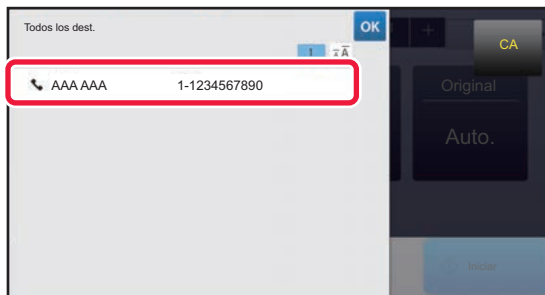 Todos los dest.
OK
CA
1
AAA AAA 1-1234567890
Original
Auto.
Iniciar